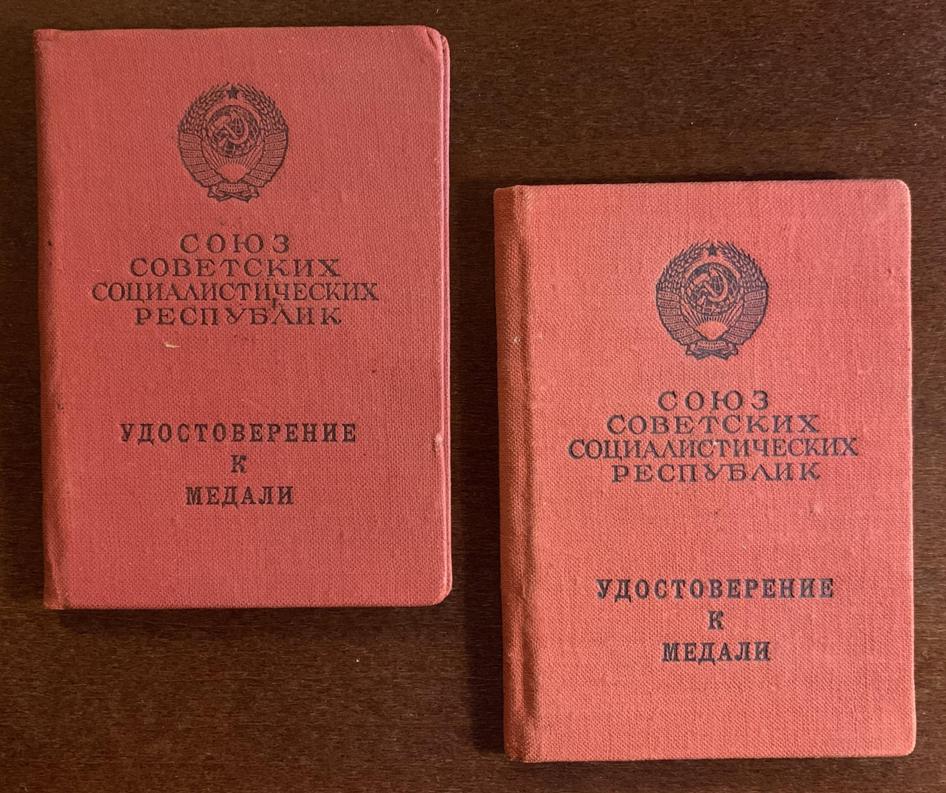 СОЮЗ
СОВЕТСКИХ
СОЦИАЛИСТИЧЕСКИХ
РЕСПУБЛИК
УДОСТОВЕРЕНИЕ
К
МЕДАЛИ
СОЮЗ
СОВЕТСКИХ
СОЦИАЛИСТИЧЕСКИХ
РЕСПУБЛИК
УДОСТОВЕРЕНИЕ
К
МЕДАЛИ